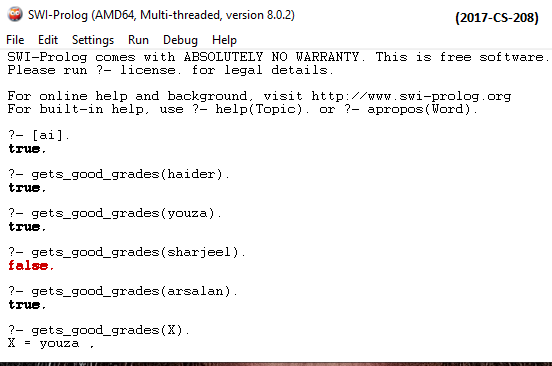 SWI-Prolog (AMD64, Multi-threaded, version 8.0.2)
(2017-CS-208)
File Edit Settings Run Debug Help
SWI-Prolog comes with ABSOLUTELY NO WARRANTY. This is free software.
Please run ?- license. for legal details.
For online help and background, visit http://www.swi-prolog.org
For built-in help, use ?- help(Topic). or ?- apropos(Word).
?- [ai].
true.
?- gets_good_grades(haider).
true.
?- gets_good_grades(youza).
true.
?- gets_good_grades(sharjeel).
false.
?- gets_good_grades(arsalan).
true.
?- gets_good_grades(X).
X = youza .